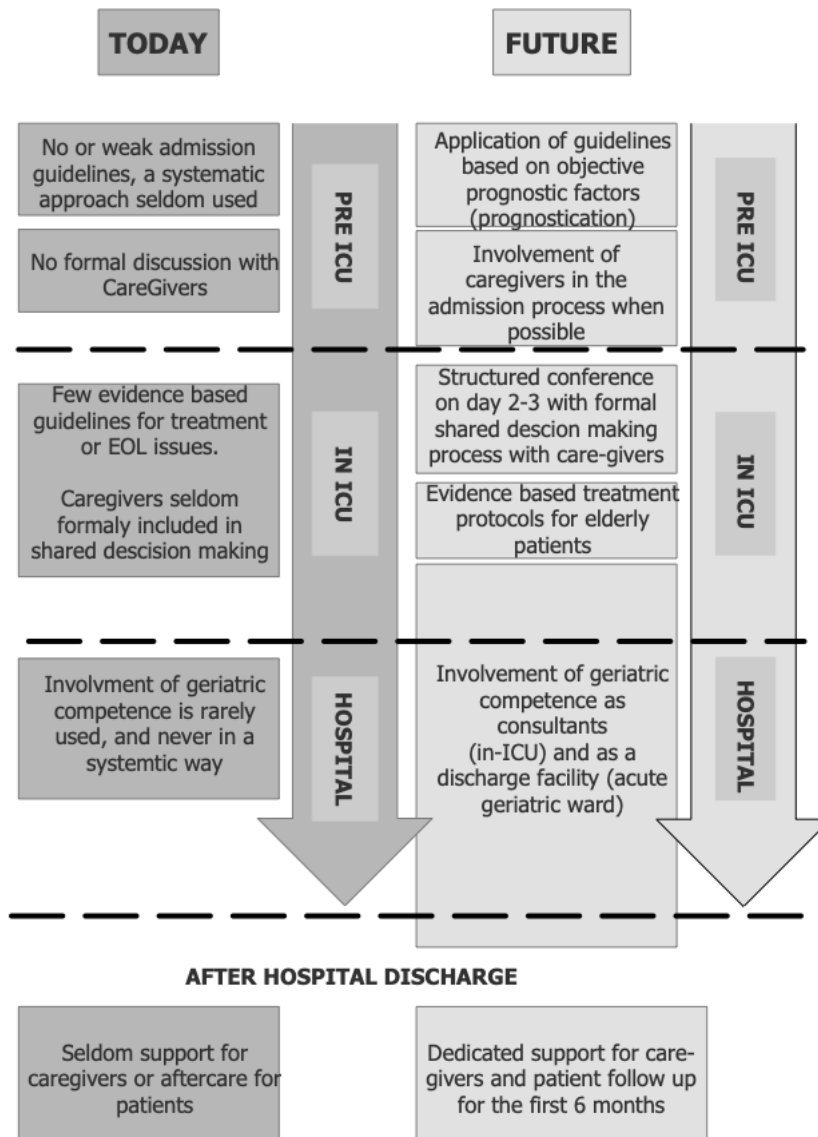 TODAY
FUTURE
No or weak admission
guidelines, a systematic
approach seldom used
No formal discussion with
CareGivers
PRE ICU
Application of guidelines
based on objective
prognostic factors
(prognostication)
Involvement of
caregivers in the
admission process when
possible
PRE ICU
Few evidence based
guidelines for treatment
or EOL issues.
Caregivers seldom
formaly included in
shared descision making
IN ICU
Structured conference
on day 2-3 with formal
shared descion making
process with care-givers
Evidence based treatment
protocols for elderly
patients
IN ICU
Involvment of geriatric
competence is rarely
used, and never in a
systemtic way
HOSPITAL
Involvement of geriatric
competence as
consultants
(in-ICU) and as a
discharge facility (acute
geriatric ward)
HOSPITAL
AFTER HOSPITAL DISCHARGE
Seldom support for
caregivers or aftercare for
patients
Dedicated support for care-
givers and patient follow up
for the first 6 months